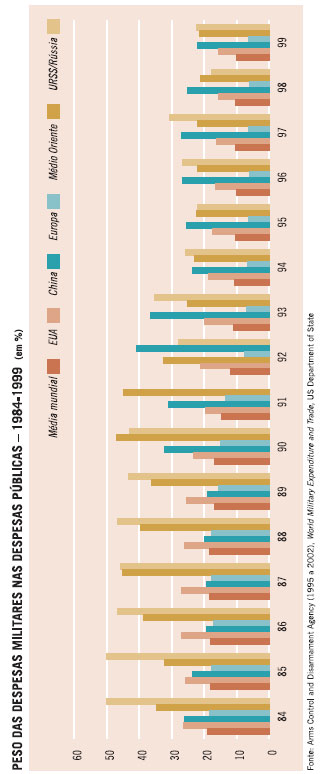 PESO DAS DESPESAS MILITARES NAS DESPESAS PÚBLICAS — 1984-1999 (em %)
Média mundial EUA China Europa Médio Oriente URSS/Rússia
60
50
40
30
20
10
0
84 85 86 87 88 89 90 91 92 93 94 95 96 97 98 99
Fonte: Arms Control and Disarmament Agency (1995 a 2002), World Military Expenditure and Trade, US Department of State